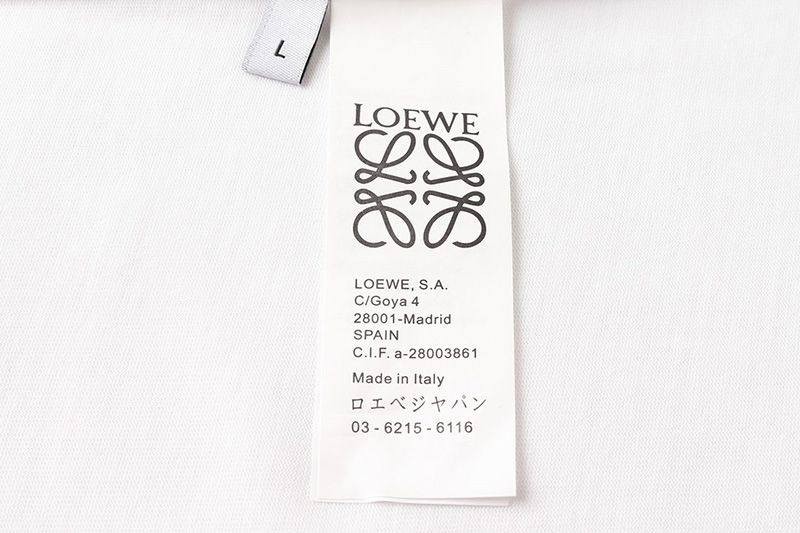 L
LOEWE
LOEWE, S.A.
C/Goya 4
28001-Madrid
SPAIN
C.I.F. a-28003861
Made in Italy
ロエベジヤパン
03 - 6215 - 6116